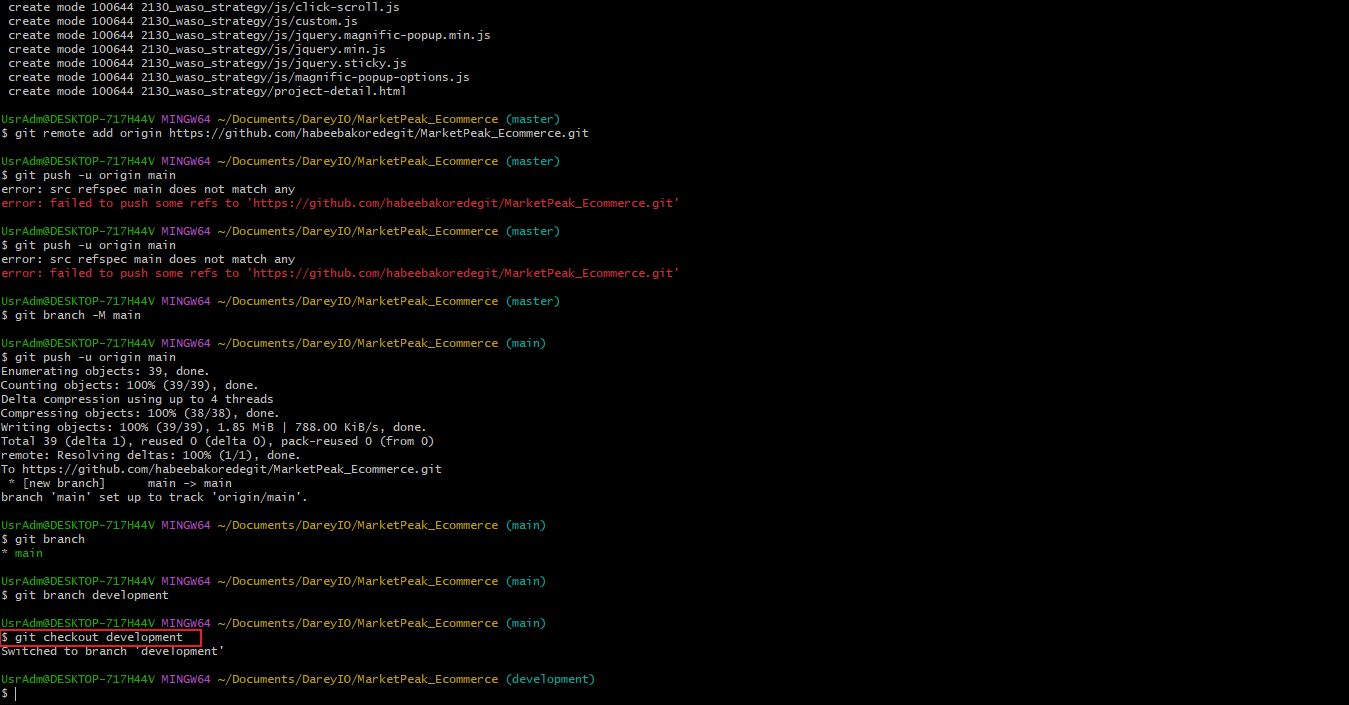 create mode 100644 2130_waso_strategy/js/click-scroll.js
create mode 100644 2130_waso_strategy/js/custom.js
create mode 100644 2130_waso_strategy/js/jquery.magnific-popup.min.js
create mode 100644 2130_waso_strategy/js/jquery.min.js
create mode 100644 2130_waso_strategy/js/jquery.sticky.js
create mode 100644 2130_waso_strategy/js/magnific-popup-options.js
create mode 100644 2130_waso_strategy/project-detail.html
UsrAdm@DESKTOP-717H44V MINGW64 ~/Documents/DareyIO/MarketPeak_Ecommerce (master)
$ git remote add origin https://github.com/habeebakoredegit/MarketPeak_Ecommerce.git
UsrAdm@DESKTOP-717H44V MINGW64 ~/Documents/DareyIO/MarketPeak_Ecommerce (master)
$ git push -u origin main
error: src refspec main does not match any
error: failed to push some refs to 'https://github.com/habeebakoredegit/MarketPeak_Ecommerce.git'
UsrAdm@DESKTOP-717H44V MINGW64 ~/Documents/DareyIO/MarketPeak_Ecommerce (master)
$ git push -u origin main
error: src refspec main does not match any
error: failed to push some refs to 'https://github.com/habeebakoredegit/MarketPeak_Ecommerce.git'
UsrAdm@DESKTOP-717H44V MINGW64 ~/Documents/DareyIO/MarketPeak_Ecommerce (master)
$ git branch -M main
UsrAdm@DESKTOP-717H44V MINGW64 ~/Documents/DareyIO/MarketPeak_Ecommerce (main)
$ git push -u origin main
Enumerating objects: 39, done.
Counting objects: 100% (39/39), done.
Delta compression using up to 4 threads
Compressing objects: 100% (38/38), done.
Writing objects: 100% (39/39), 1.85 MiB | 788.00 KiB/s, done.
Total 39 (delta 1), reused 0 (delta 0), pack-reused 0 (from 0)
remote: Resolving deltas: 100% (1/1), done.
To https://github.com/habeebakoredegit/MarketPeak_Ecommerce.git
* [new branch]      main -> main
branch 'main' set up to track 'origin/main'.
UsrAdm@DESKTOP-717H44V MINGW64 ~/Documents/DareyIO/MarketPeak_Ecommerce (main)
$ git branch
* main
UsrAdm@DESKTOP-717H44V MINGW64 ~/Documents/DareyIO/MarketPeak_Ecommerce (main)
$ git branch development
UsrAdm@DESKTOP-717H44V MINGW64 ~/Documents/DareyIO/MarketPeak_Ecommerce (main)
$ git checkout development
Switched to branch 'development'
UsrAdm@DESKTOP-717H44V MINGW64 ~/Documents/DareyIO/MarketPeak_Ecommerce (development)
$